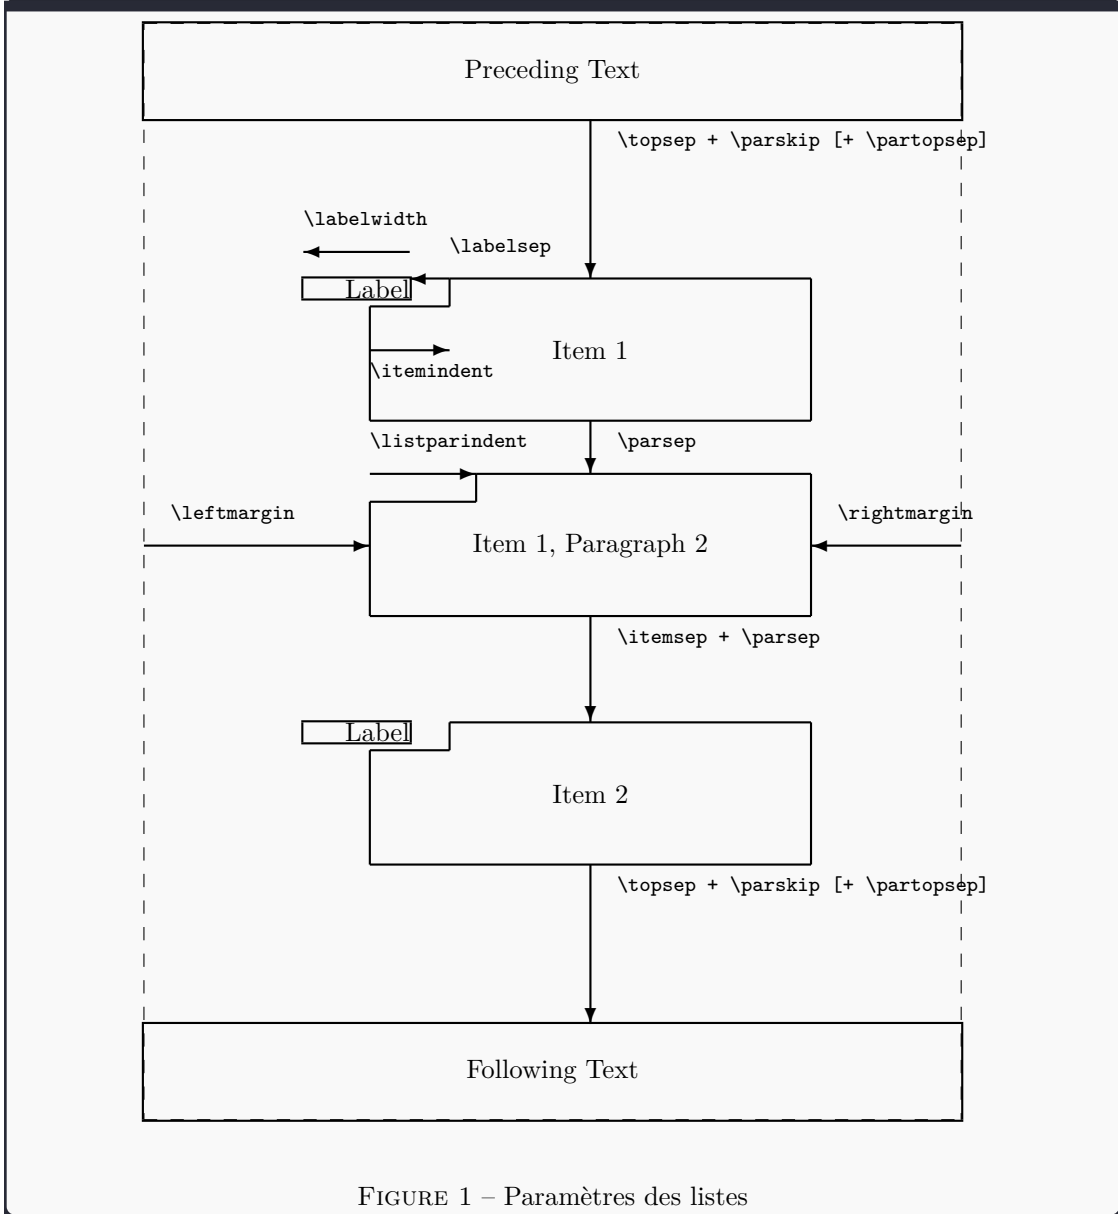 Preceding Text
\topsep + \parskip [+ \partopsep]
\labelwidth
\labelsep
Label
Item 1
\itemindent
\listparindent
\parsep
\leftmargin
\rightmargin
Item 1, Paragraph 2
\itemsep + \parsep
Label
Item 2
\topsep + \parskip [+ \partopsep]
Following Text
FIGURE 1 – Paramètres des listes